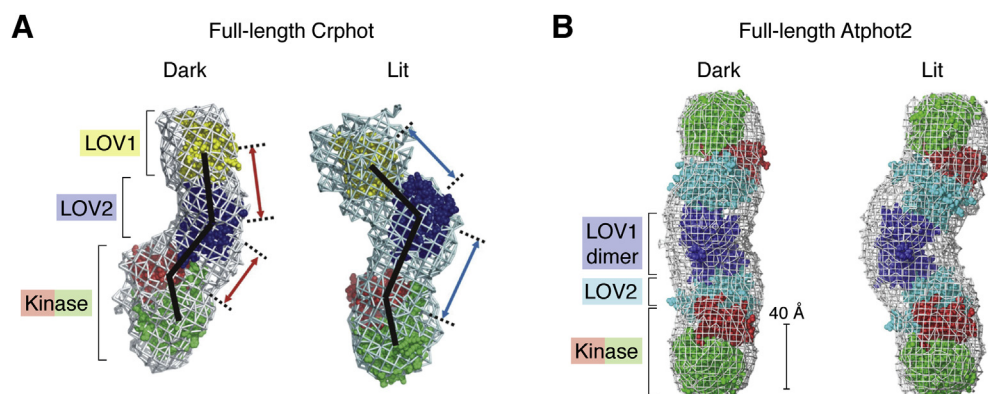 A
Full-length Crphot
Dark
Lit
LOV1
LOV2
Kinase
B
Full-length Atphot2
Dark
Lit
LOV1
dimer
LOV2
40 Å
Kinase